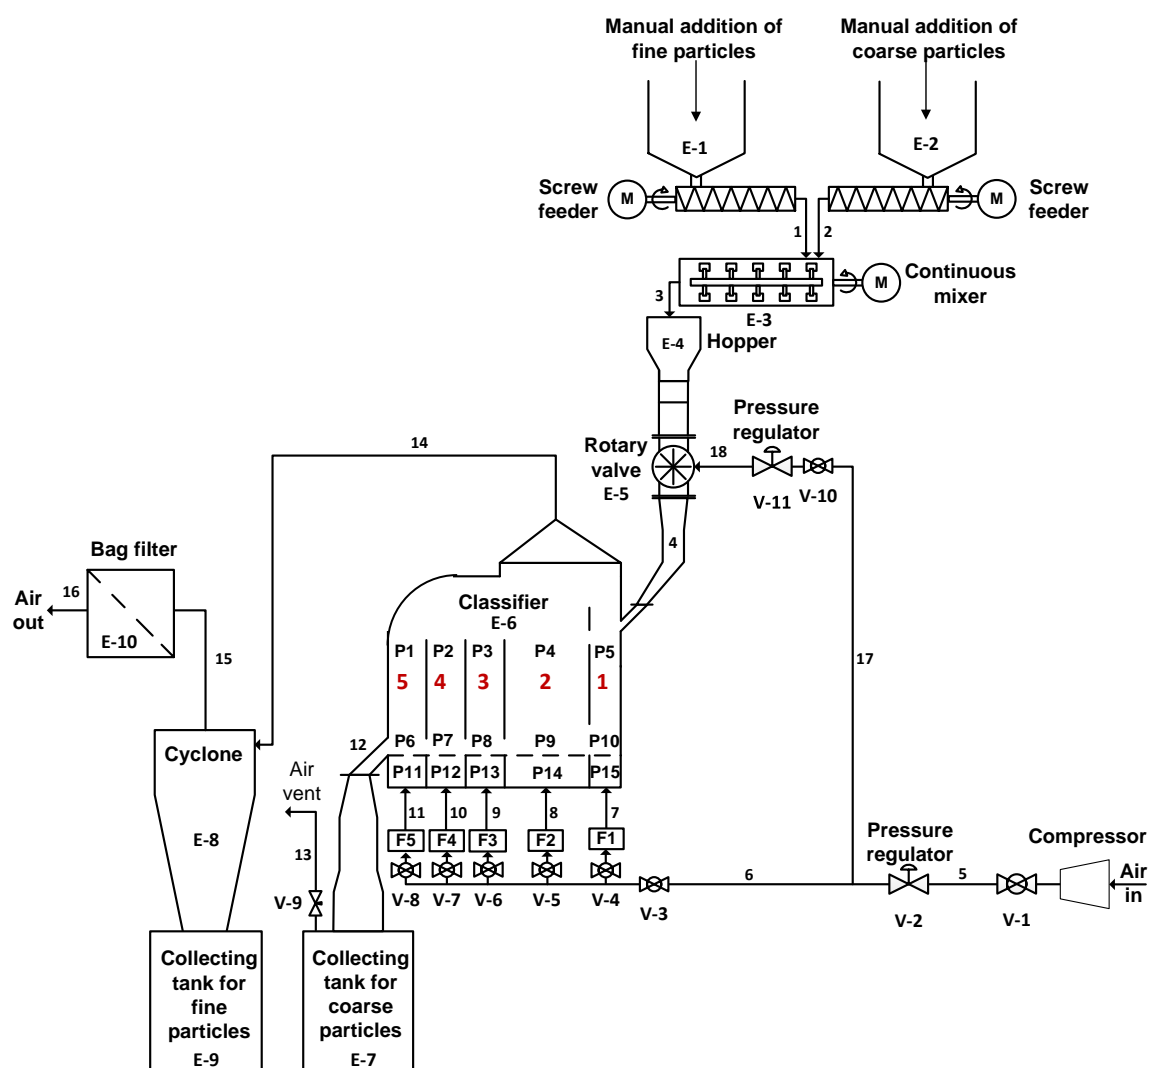 Manual addition of
fine particles
Manual addition of
coarse particles
E-1
E-2
Screw
feeder
M
M
Screw
feeder
1
2
Continuous
mixer
M
3
E-3
E-4
Hopper
Pressure
regulator
14
Rotary
valve
E-5
18
V-11
V-10
4
Bag filter
16
Air
out
E-10
15
Classifier
E-6
P1
P2
P3
P4
P5
5
4
3
2
1
17
P6
P7
P8
P9
P10
12
Cyclone
Air
vent
P11
P12
P13
P14
P15
11
10
9
8
7
F5
F4
F3
F2
F1
E-8
13
V-9
V-8
V-7
V-6
V-5
V-4
V-3
6
Pressure
regulator
V-2
5
V-1
Compressor
Air
in
Collecting
tank for
fine
particles
E-9
Collecting
tank for
coarse
particles
E-7